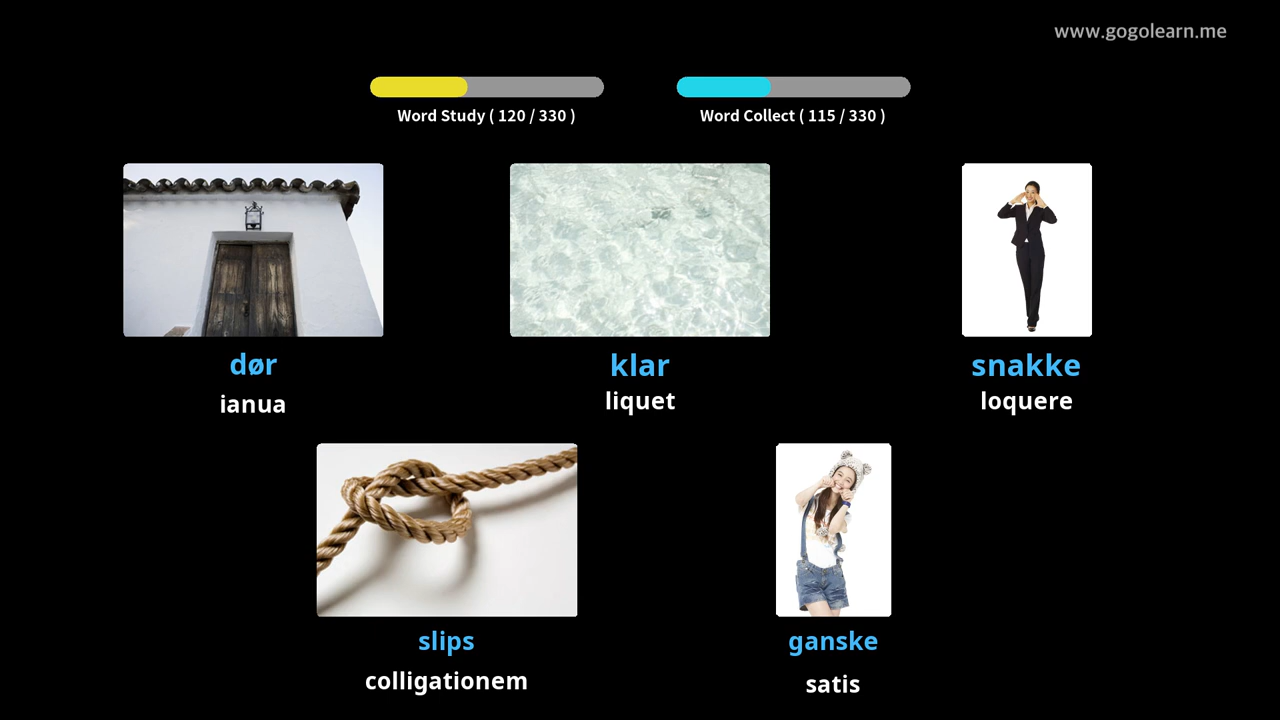 www.gogolearn.me
Word Study ( 120 / 330 )
Word Collect ( 115 / 330 )
dør
ianua
klar
liquet
snakke
loquere
slips
colligationem
ganske
satis